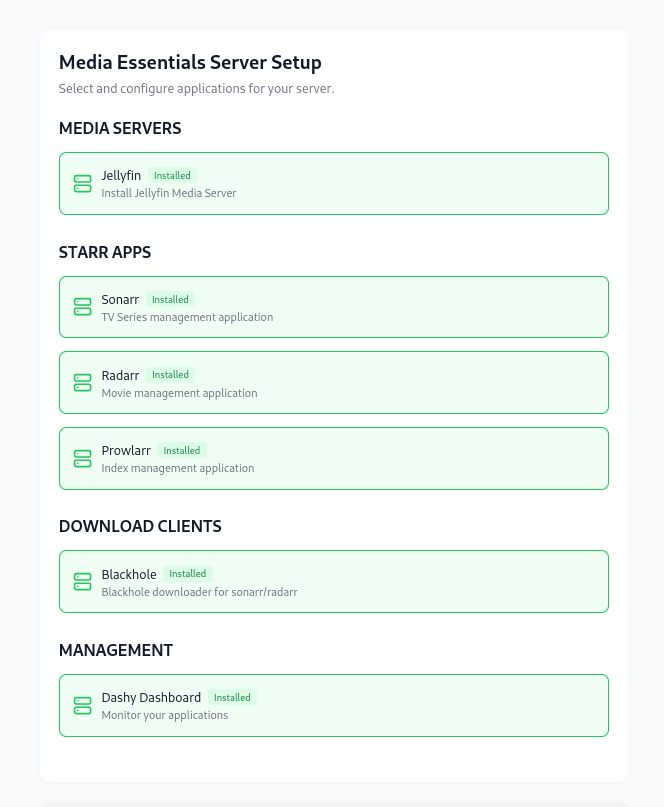 Media Essentials Server Setup
Select and configure applications for your server.
MEDIA SERVERS
Jellyfin Installed
Install Jellyfin Media Server
STARR APPS
Sonarr Installed
TV Series management application
Radarr Installed
Movie management application
Prowlarr Installed
Index management application
DOWNLOAD CLIENTS
Blackhole Installed
Blackhole downloader for sonarr/radarr
MANAGEMENT
Dashy Dashboard Installed
Monitor your applications